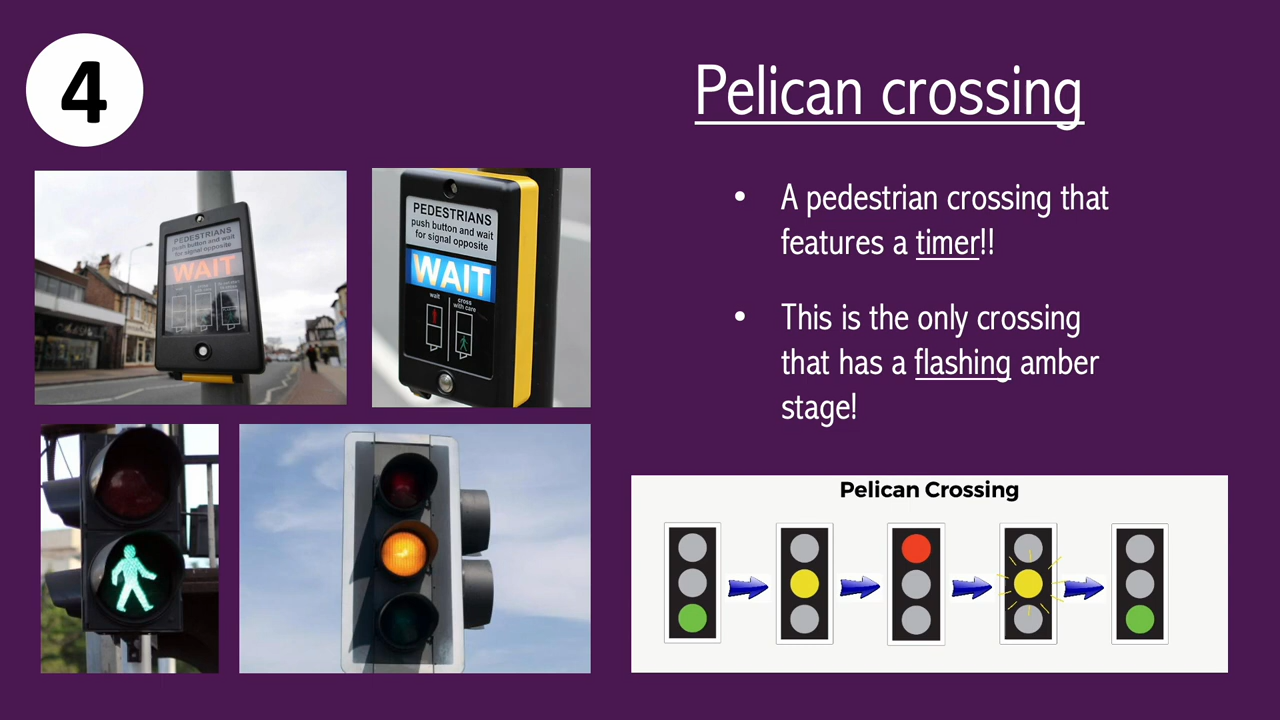 4
Pelican crossing
• A pedestrian crossing that
features a timer!!
• This is the only crossing
that has a flashing amber
stage!
PEDESTRIANS
push button and wait
for signal opposite
WAIT
PEDESTRIANS
push button and wait
for signal opposite
WAIT
wait
cross
with care
Pelican Crossing